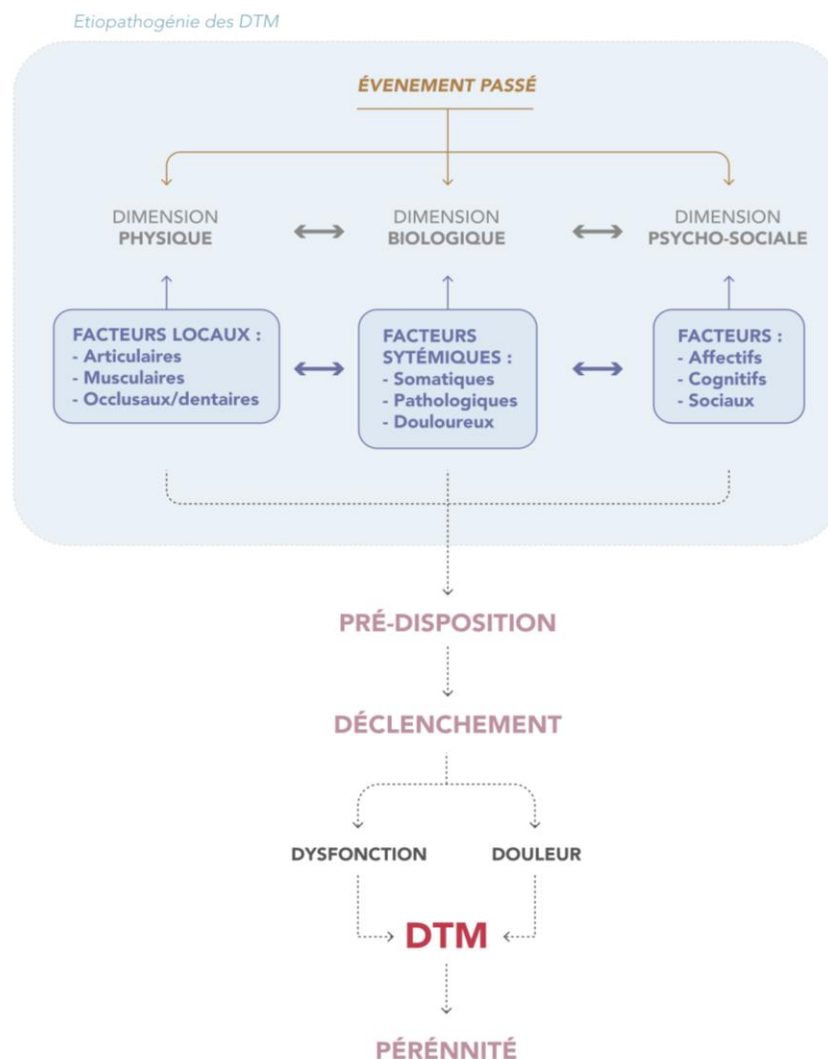 Etiopathogénie des DTM
ÉVENEMENT PASSÉ
DIMENSION
PHYSIQUE
DIMENSION
BIOLOGIQUE
DIMENSION
PSYCHO-SOCIALE
FACTEURS LOCAUX :
- Articulaires
- Musculaires
- Occlusaux/dentaires
FACTEURS
SYTÉMIQUES :
- Somatiques
- Pathologiques
- Douloureux
FACTEURS :
- Affectifs
- Cognitifs
- Sociaux
PRÉ-DISPOSITION
DÉCLENCHEMENT
DYSFONCTION
DOULEUR
DTM
PÉRÉNNITÉ